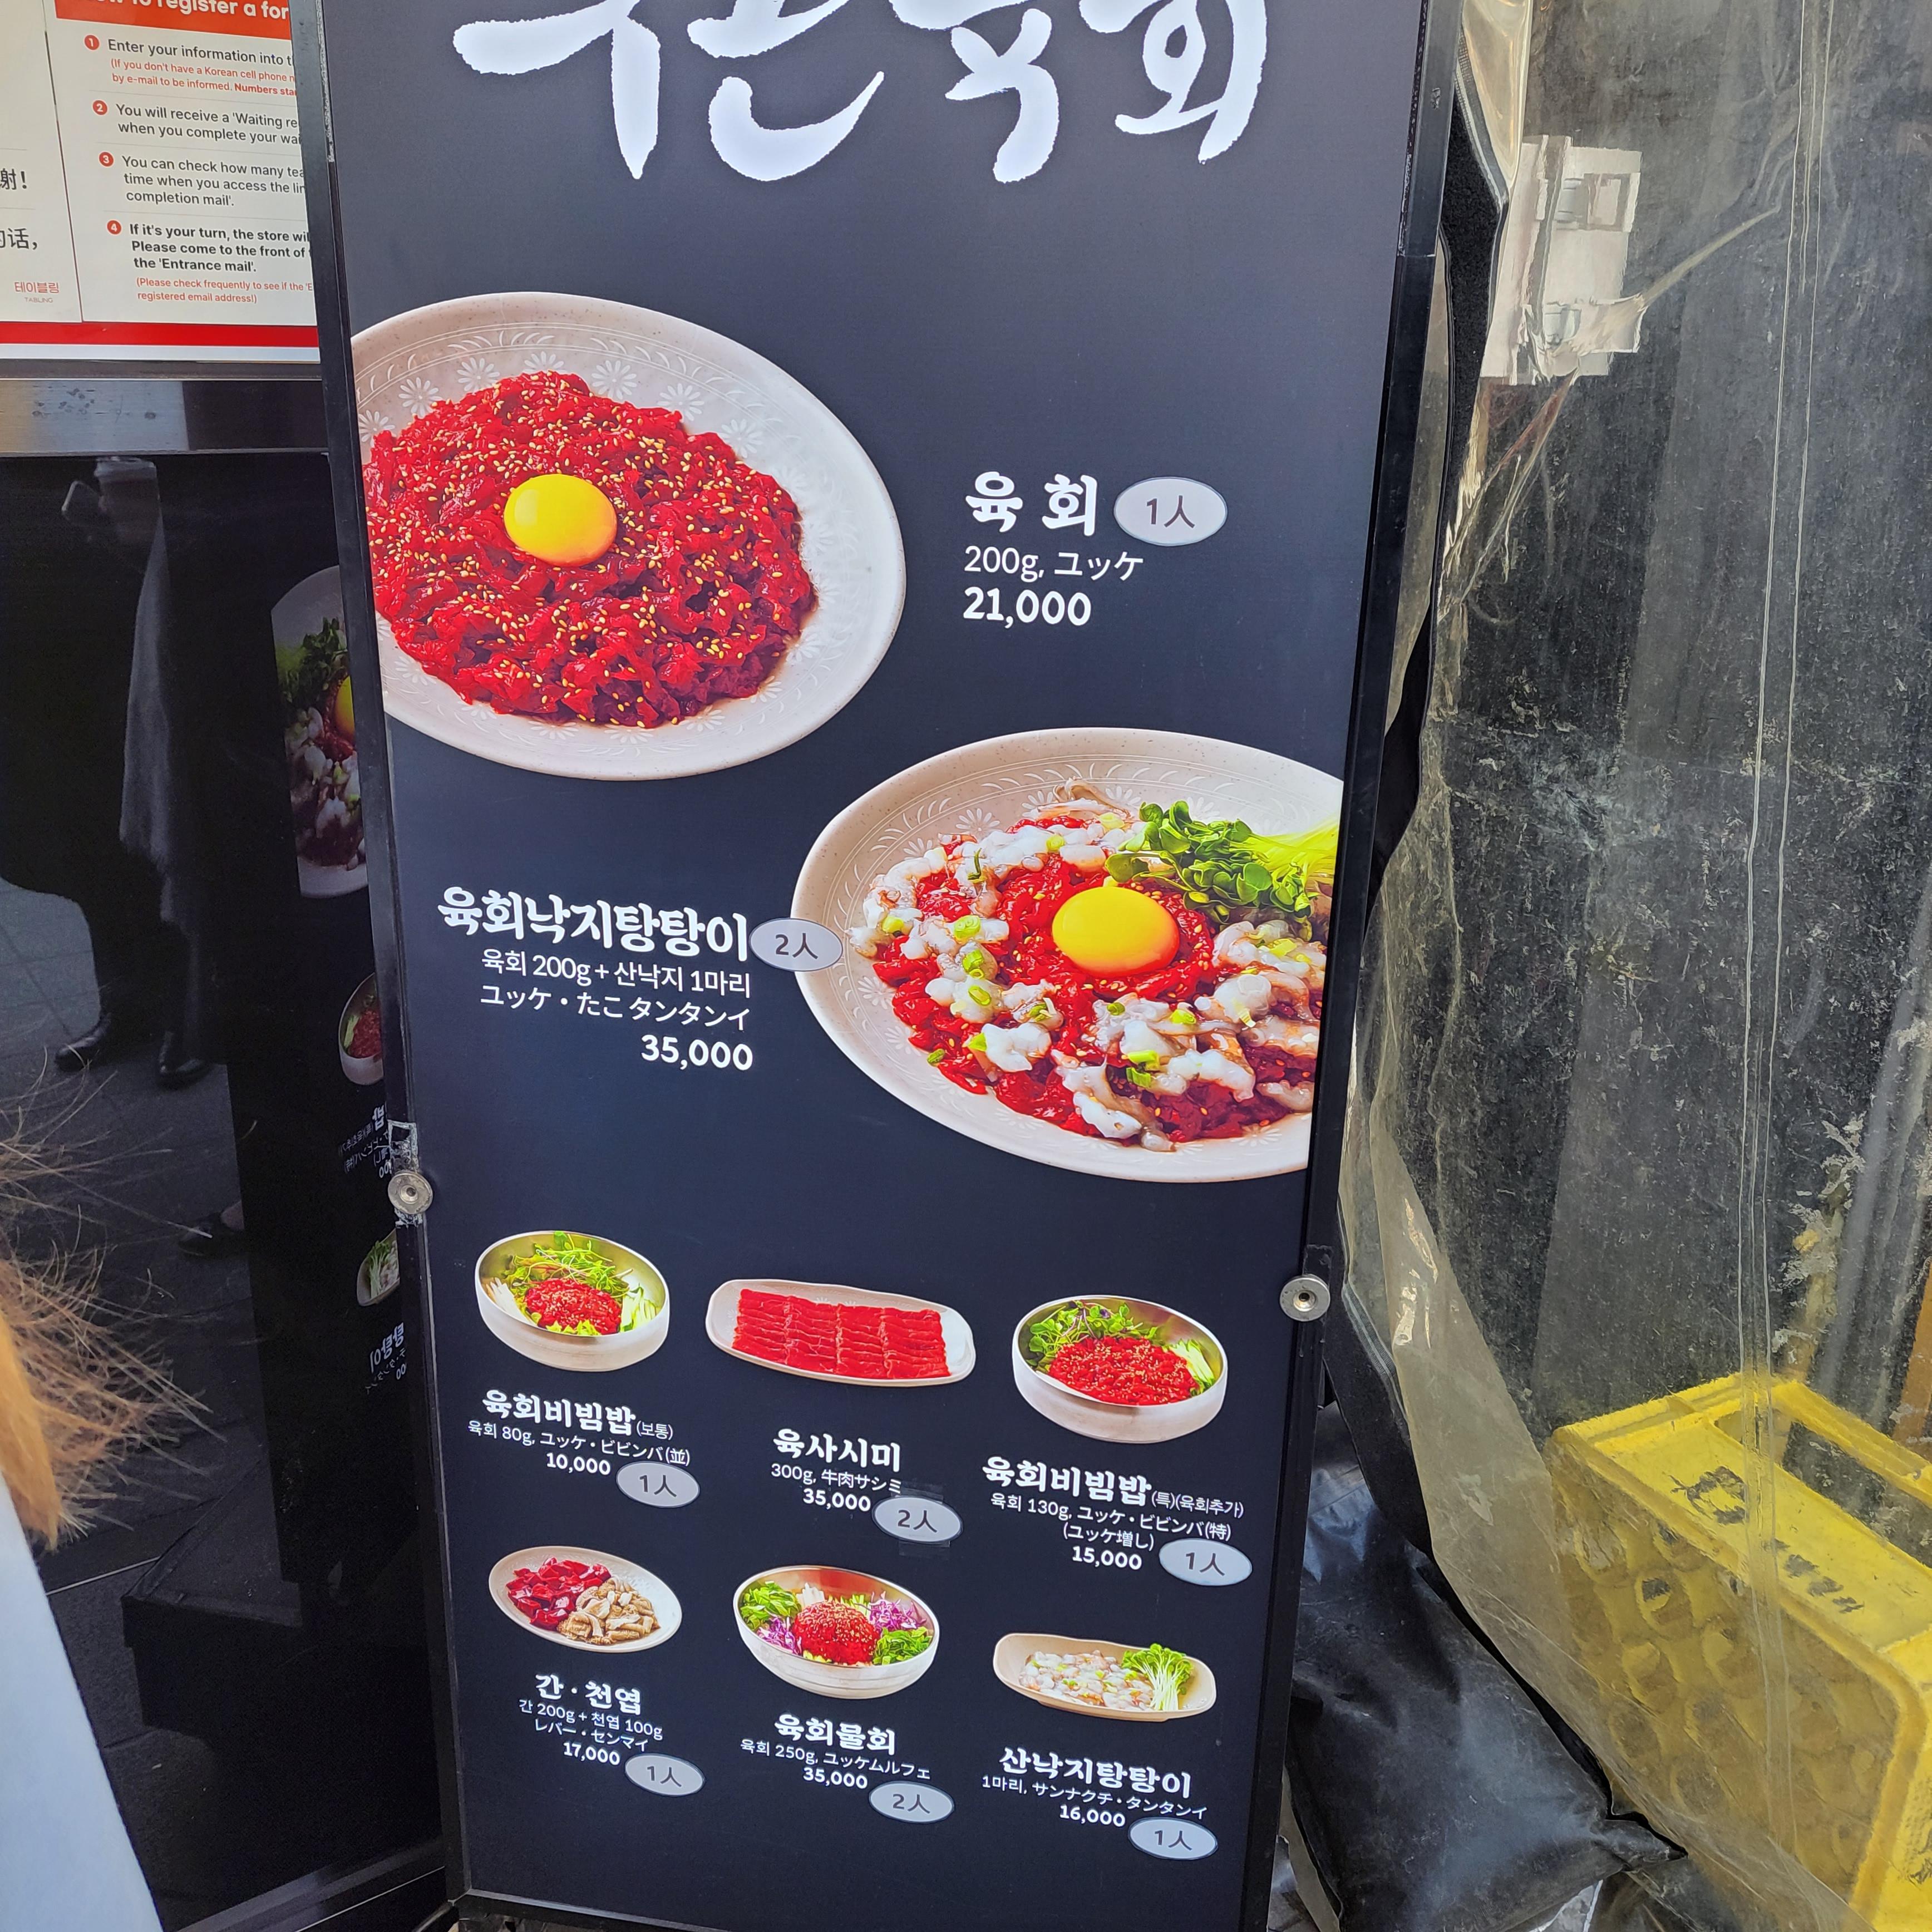 to register a for
1 Enter your information into
(If you don't have a Korean cell phone
by e-mail to be informed. Numbers
2 You will receive a 'Waiting
when you complete your
3 You can check how many
time when you access the
completion mail'.
4 If it's your turn, the store
Please come to the front of
the 'Entrance mail'.
(Please check frequently to see if the
registered email address!)
谢!
话,
테이블링
TABLING
육회
육회 1人
200g, ユッケ
21,000
육회낙지탕탕이 2人
육회 200g + 산낙지 1마리
ユッケ・たこ タンタンイ
35,000
육회비빔밥(보통)
육회 80g, ユッケ・ビビンバ(並)
10,000 1人
육사시미
300g, 牛肉サシミ
35,000 2人
육회비빔밥(특)(육회추가)
육회 130g, ユッケ・ビビンバ(特)
(ユッケ増し)
15,000 1人
간·천엽
간 200g + 천엽 100g
レバー・センマイ
17,000 1人
육회물회
육회 250g, ユッケムルフェ
35,000 2人
산낙지탕탕이
1마리, サンナクチ・タンタンイ
16,000 1人